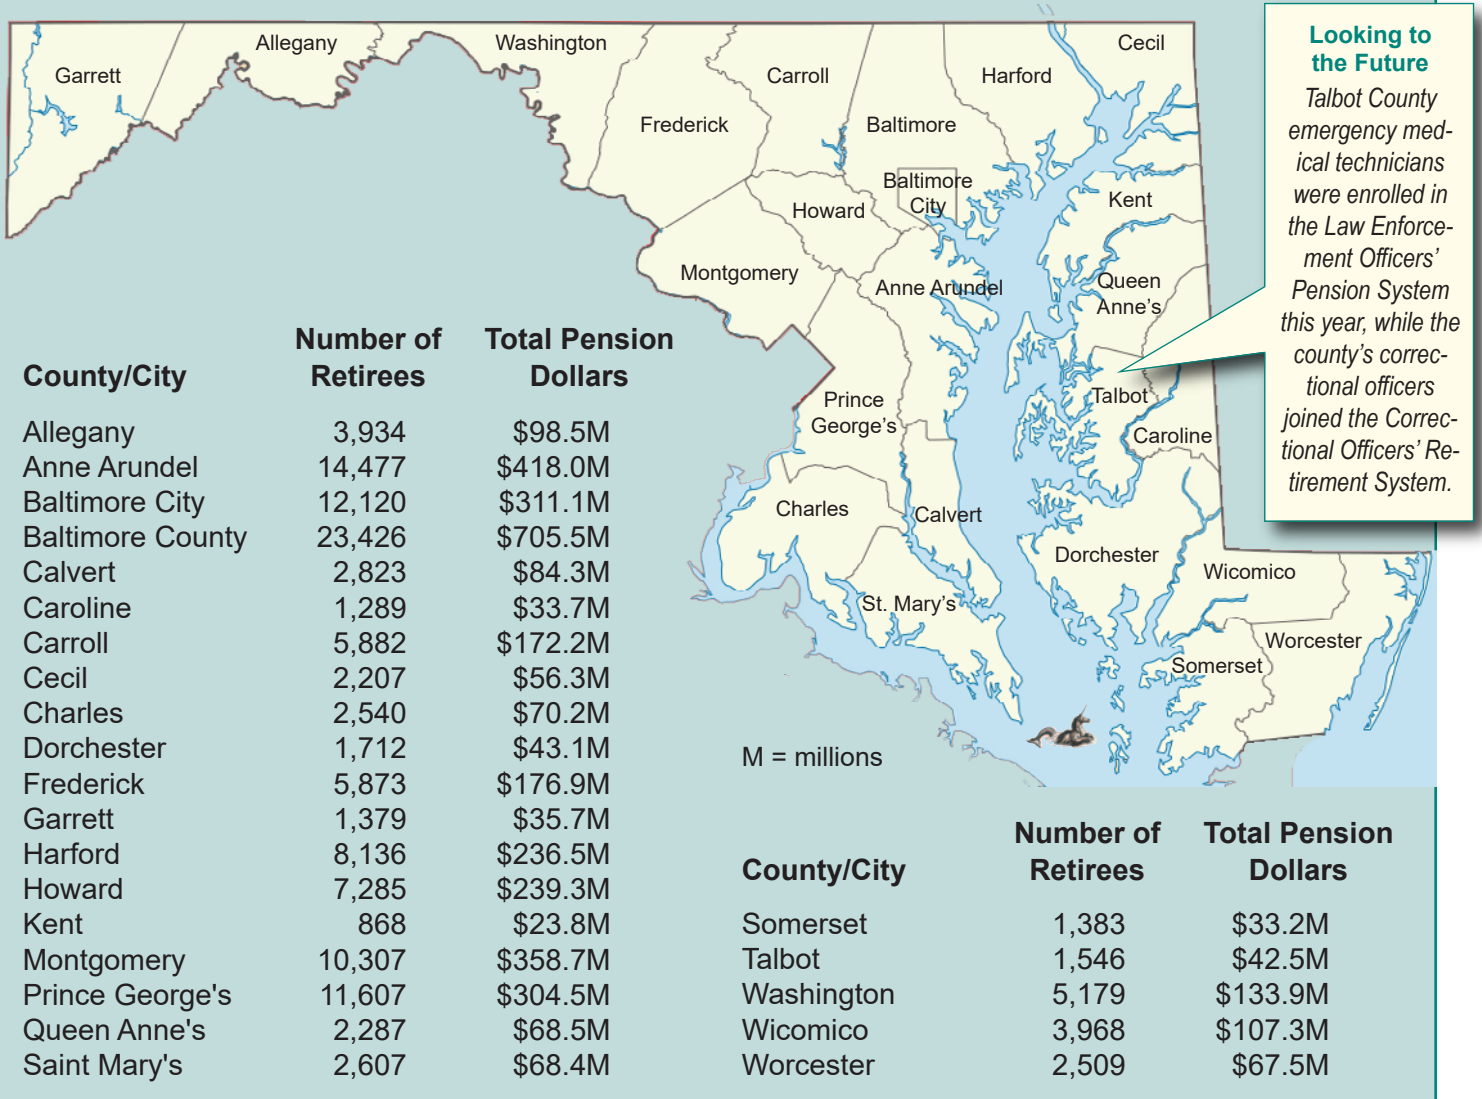 Garrett
Allegany
Washington
Frederick
Carroll
Baltimore
Harford
Cecil
Baltimore
City
Howard
Kent
Montgomery
Anne Arundel
Queen
Anne's
Prince
George's
Talbot
Caroline
Charles
Calvert
Dorchester
St. Mary's
Wicomico
Worcester
Somerset
Looking to
the Future
Talbot County
emergency med-
ical technicians
were enrolled in
the Law Enforce-
ment Officers'
Pension System
this year, while the
county's correc-
tional officers
joined the Correc-
tional Officers' Re-
tirement System.
Number of Total Pension
County/City Retirees Dollars
Allegany 3,934 $98.5M
Anne Arundel 14,477 $418.0M
Baltimore City 12,120 $311.1M
Baltimore County 23,426 $705.5M
Calvert 2,823 $84.3M
Caroline 1,289 $33.7M
Carroll 5,882 $172.2M
Cecil 2,207 $56.3M
Charles 2,540 $70.2M
Dorchester 1,712 $43.1M
Frederick 5,873 $176.9M
Garrett 1,379 $35.7M
Harford 8,136 $236.5M
Howard 7,285 $239.3M
Kent 868 $23.8M
Montgomery 10,307 $358.7M
Prince George's 11,607 $304.5M
Queen Anne's 2,287 $68.5M
Saint Mary's 2,607 $68.4M
M = millions
Number of Total Pension
County/City Retirees Dollars
Somerset 1,383 $33.2M
Talbot 1,546 $42.5M
Washington 5,179 $133.9M
Wicomico 3,968 $107.3M
Worcester 2,509 $67.5M